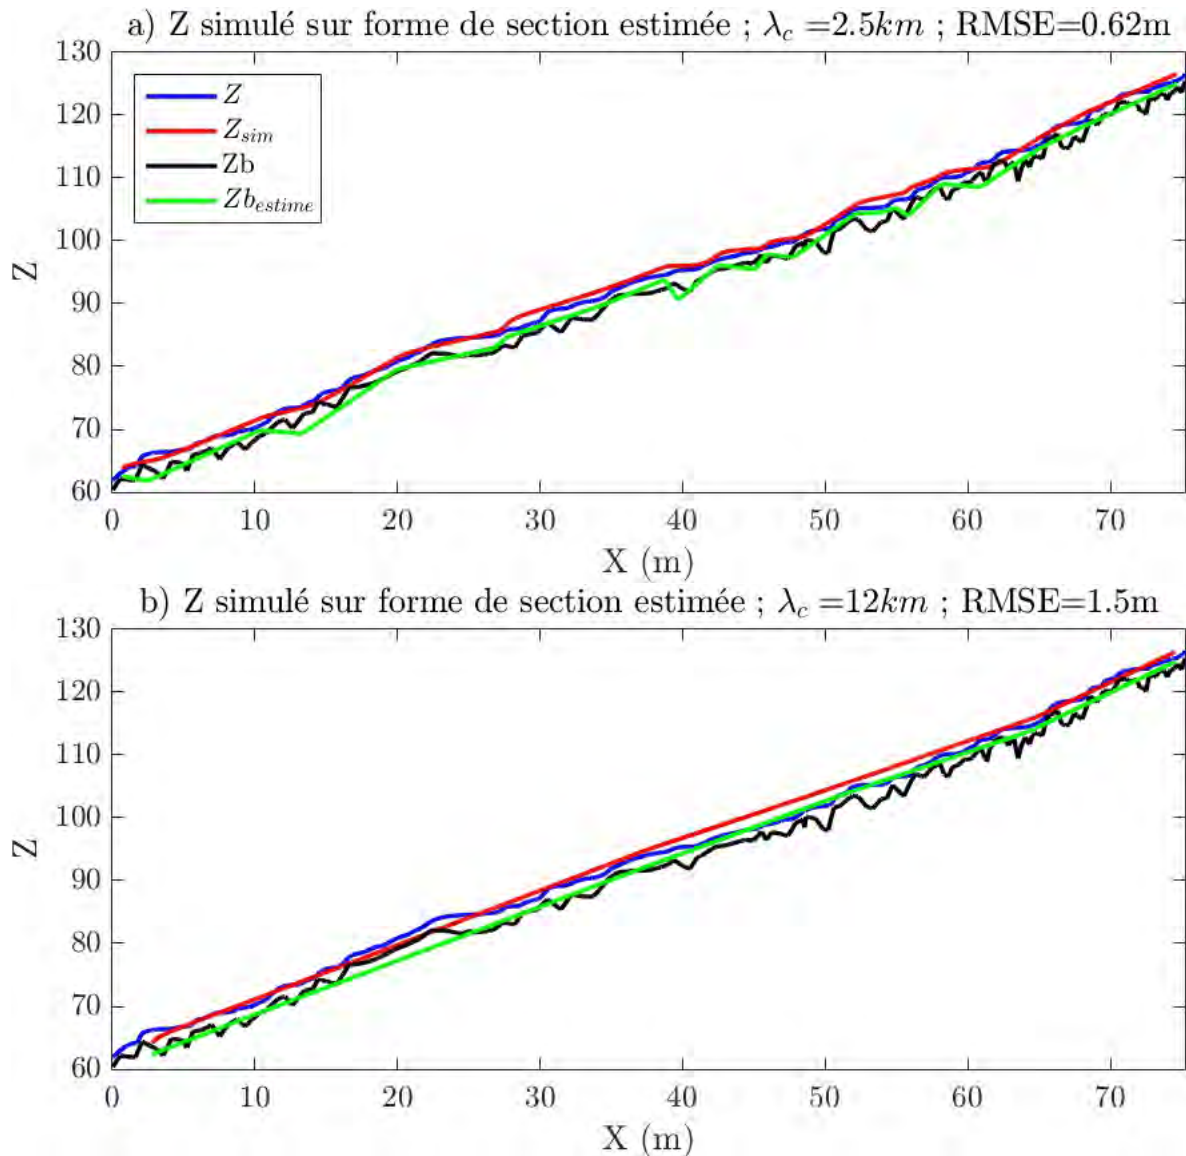 a) Z simulé sur forme de section estimée ; λc =2.5km ; RMSE=0.62m
130
120
110
100
90
80
70
60
Z
Z
Zsim
Zb
Zbestime
0 10 20 30 40 50 60 70
X (m)
b) Z simulé sur forme de section estimée ; λc =12km ; RMSE=1.5m
130
120
110
100
90
80
70
60
Z
0 10 20 30 40 50 60 70
X (m)